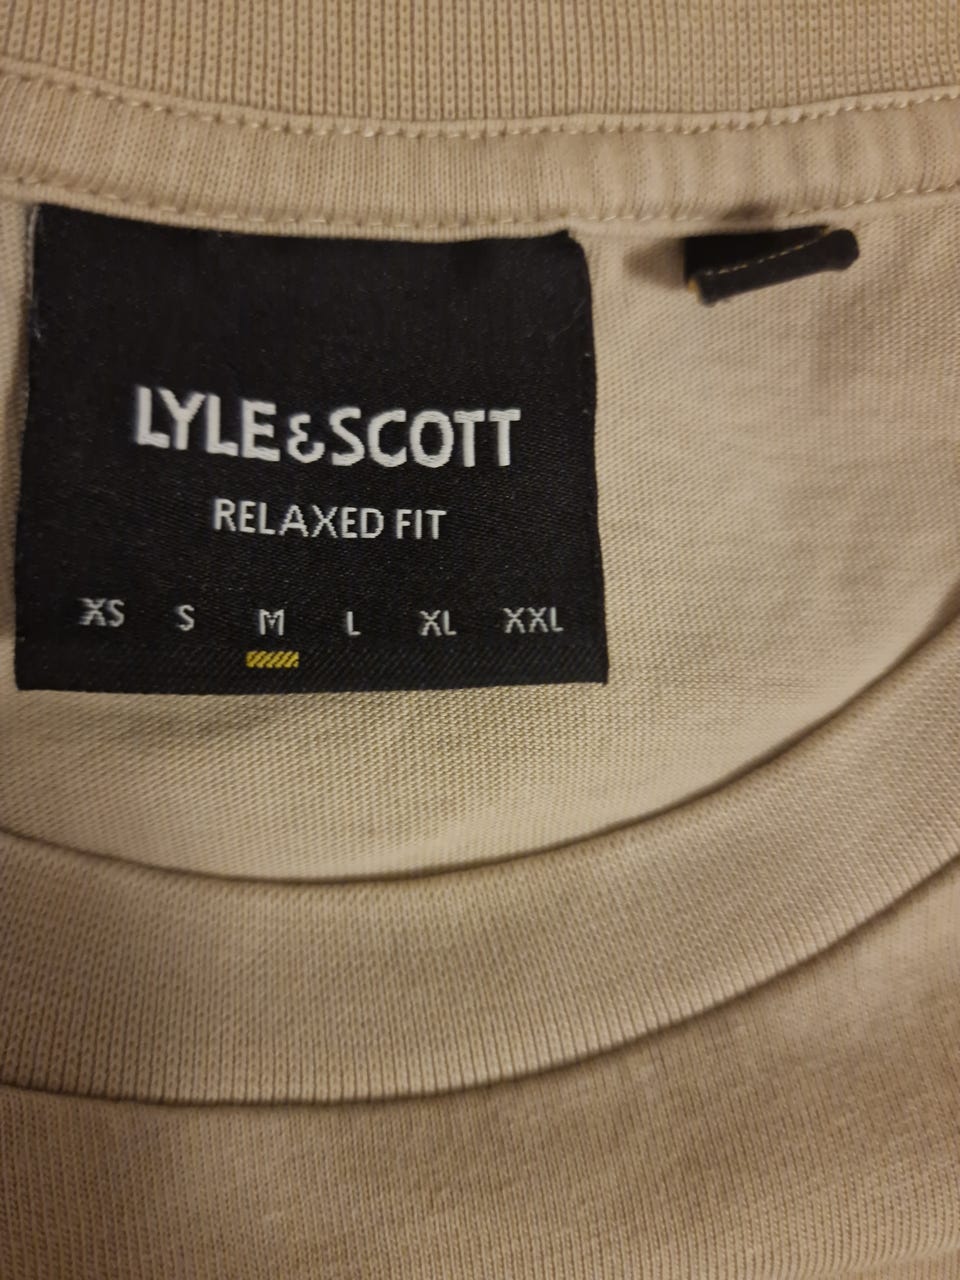 LYLE & SCOTT
RELAXED FIT
XS S M L XL XXL